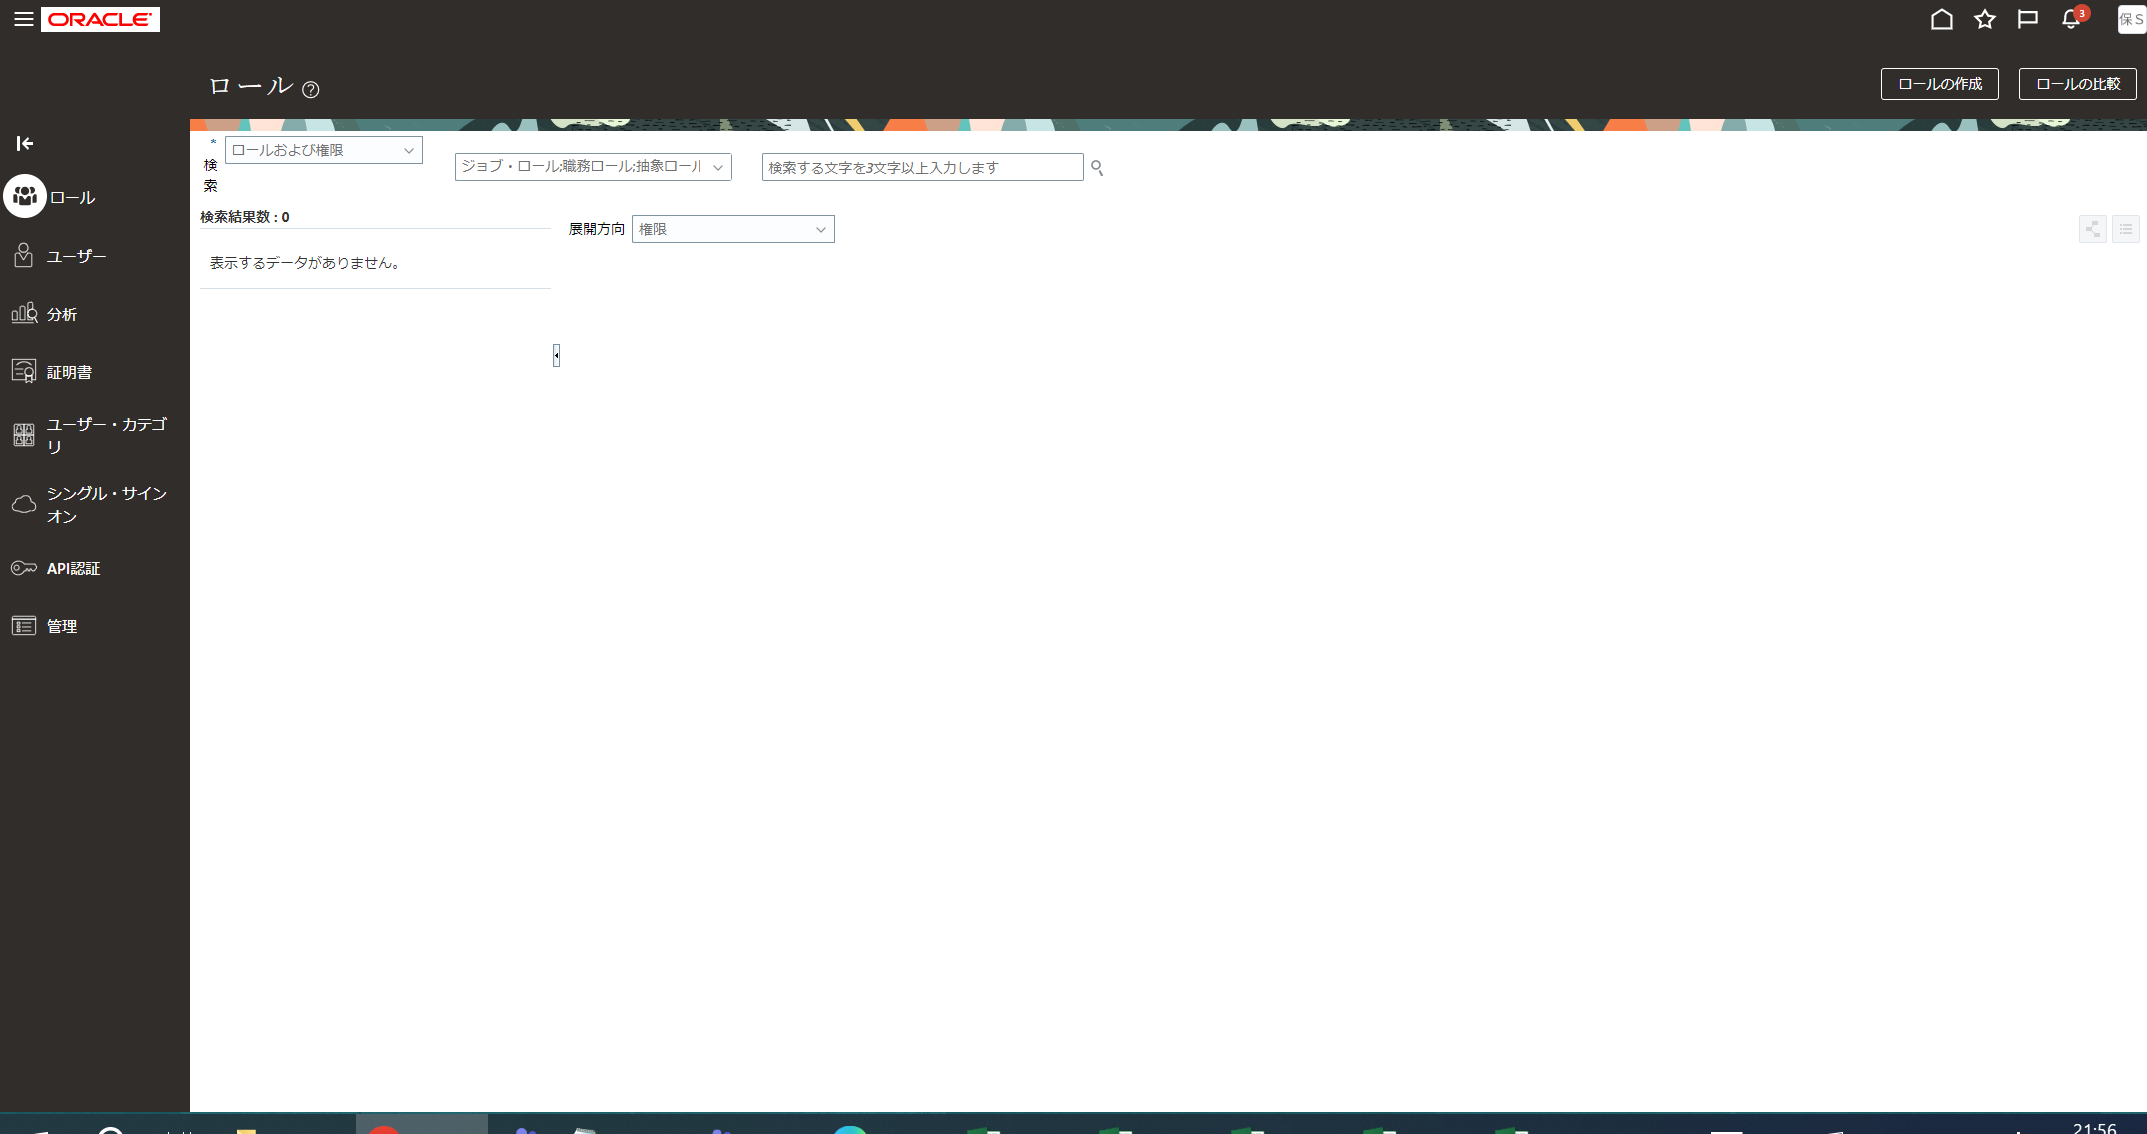 ORACLE
3
保 S
ロール
ロールの作成
ロールの比較
ロール
ユーザー
分析
証明書
ユーザー・カテゴ
リ
シングル・サイン
オン
API認証
管理
*
検
索
ロールおよび権限
ジョブ・ロール;職務ロール;抽象ロール
検索する文字を3文字以上入力します
検索結果数 : 0
展開方向
権限
表示するデータがありません。
21:56